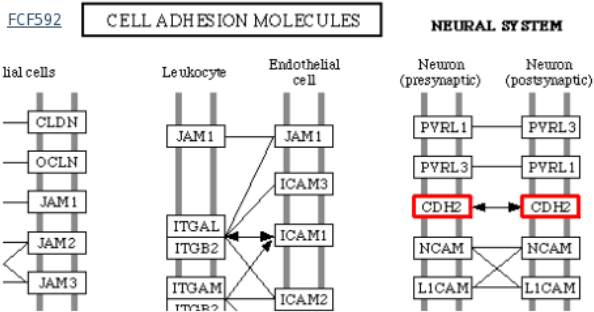 FCF592
CELL ADHESION MOLECULES
NEURAL SYSTEM
lial cells
Leukocyte
Endothelial
cell
Neuron
(presynaptic)
Neuron
(postsynaptic)
CLDN
OCLN
JAM1
JAM2
JAM3
JAM1
ITGAL
ITGB2
ITGAM
ITGB2
JAM1
ICAM3
ICAM1
ICAM2
PVRL1
PVRL3
CDH2
NCAM
L1CAM
PVRL3
PVRL1
CDH2
NCAM
L1CAM